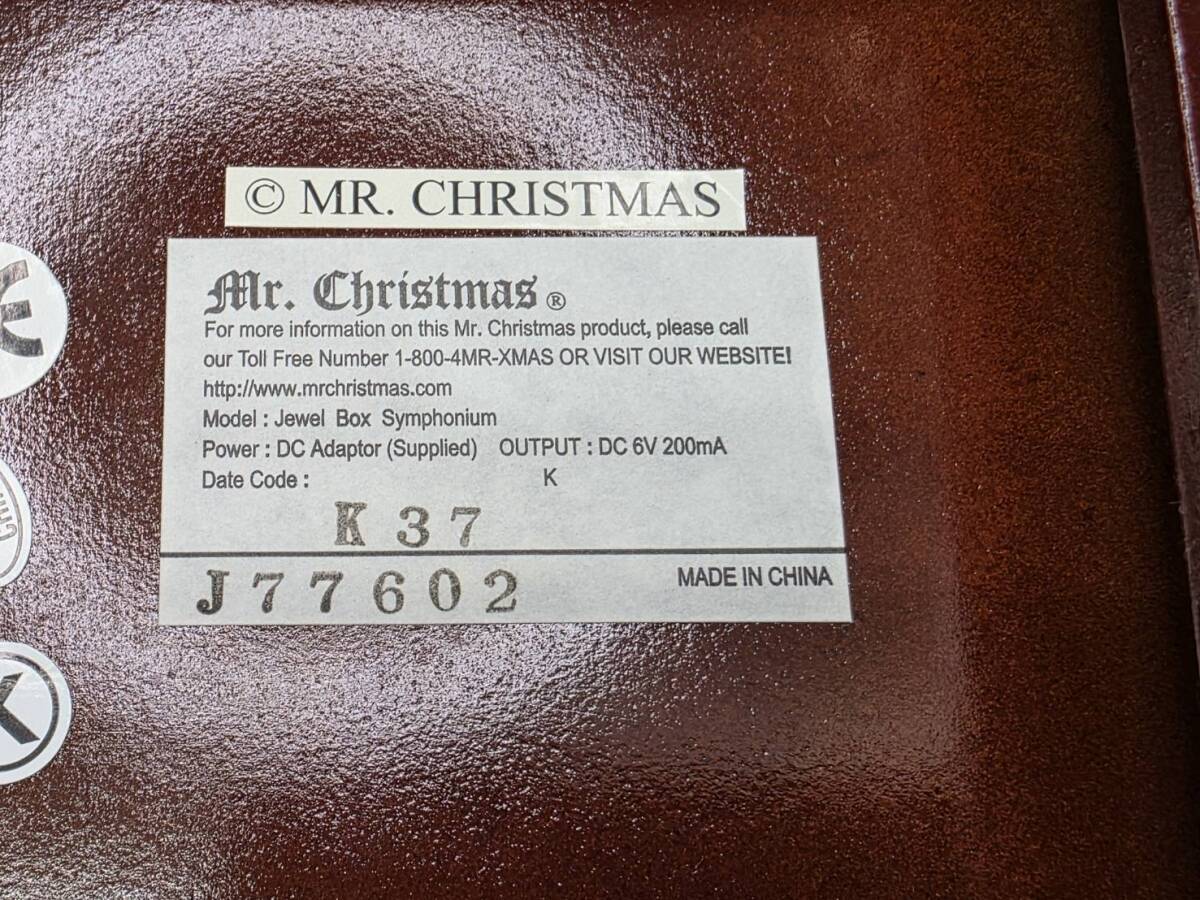 © MR. CHRISTMAS
Mr. Christmas ®
For more information on this Mr. Christmas product, please call
our Toll Free Number 1-800-4MR-XMAS OR VISIT OUR WEBSITE!
http://www.mrchristmas.com
Model : Jewel Box Symphonium
Power : DC Adaptor (Supplied) OUTPUT : DC 6V 200mA
Date Code : K
K 37
J77602 MADE IN CHINA